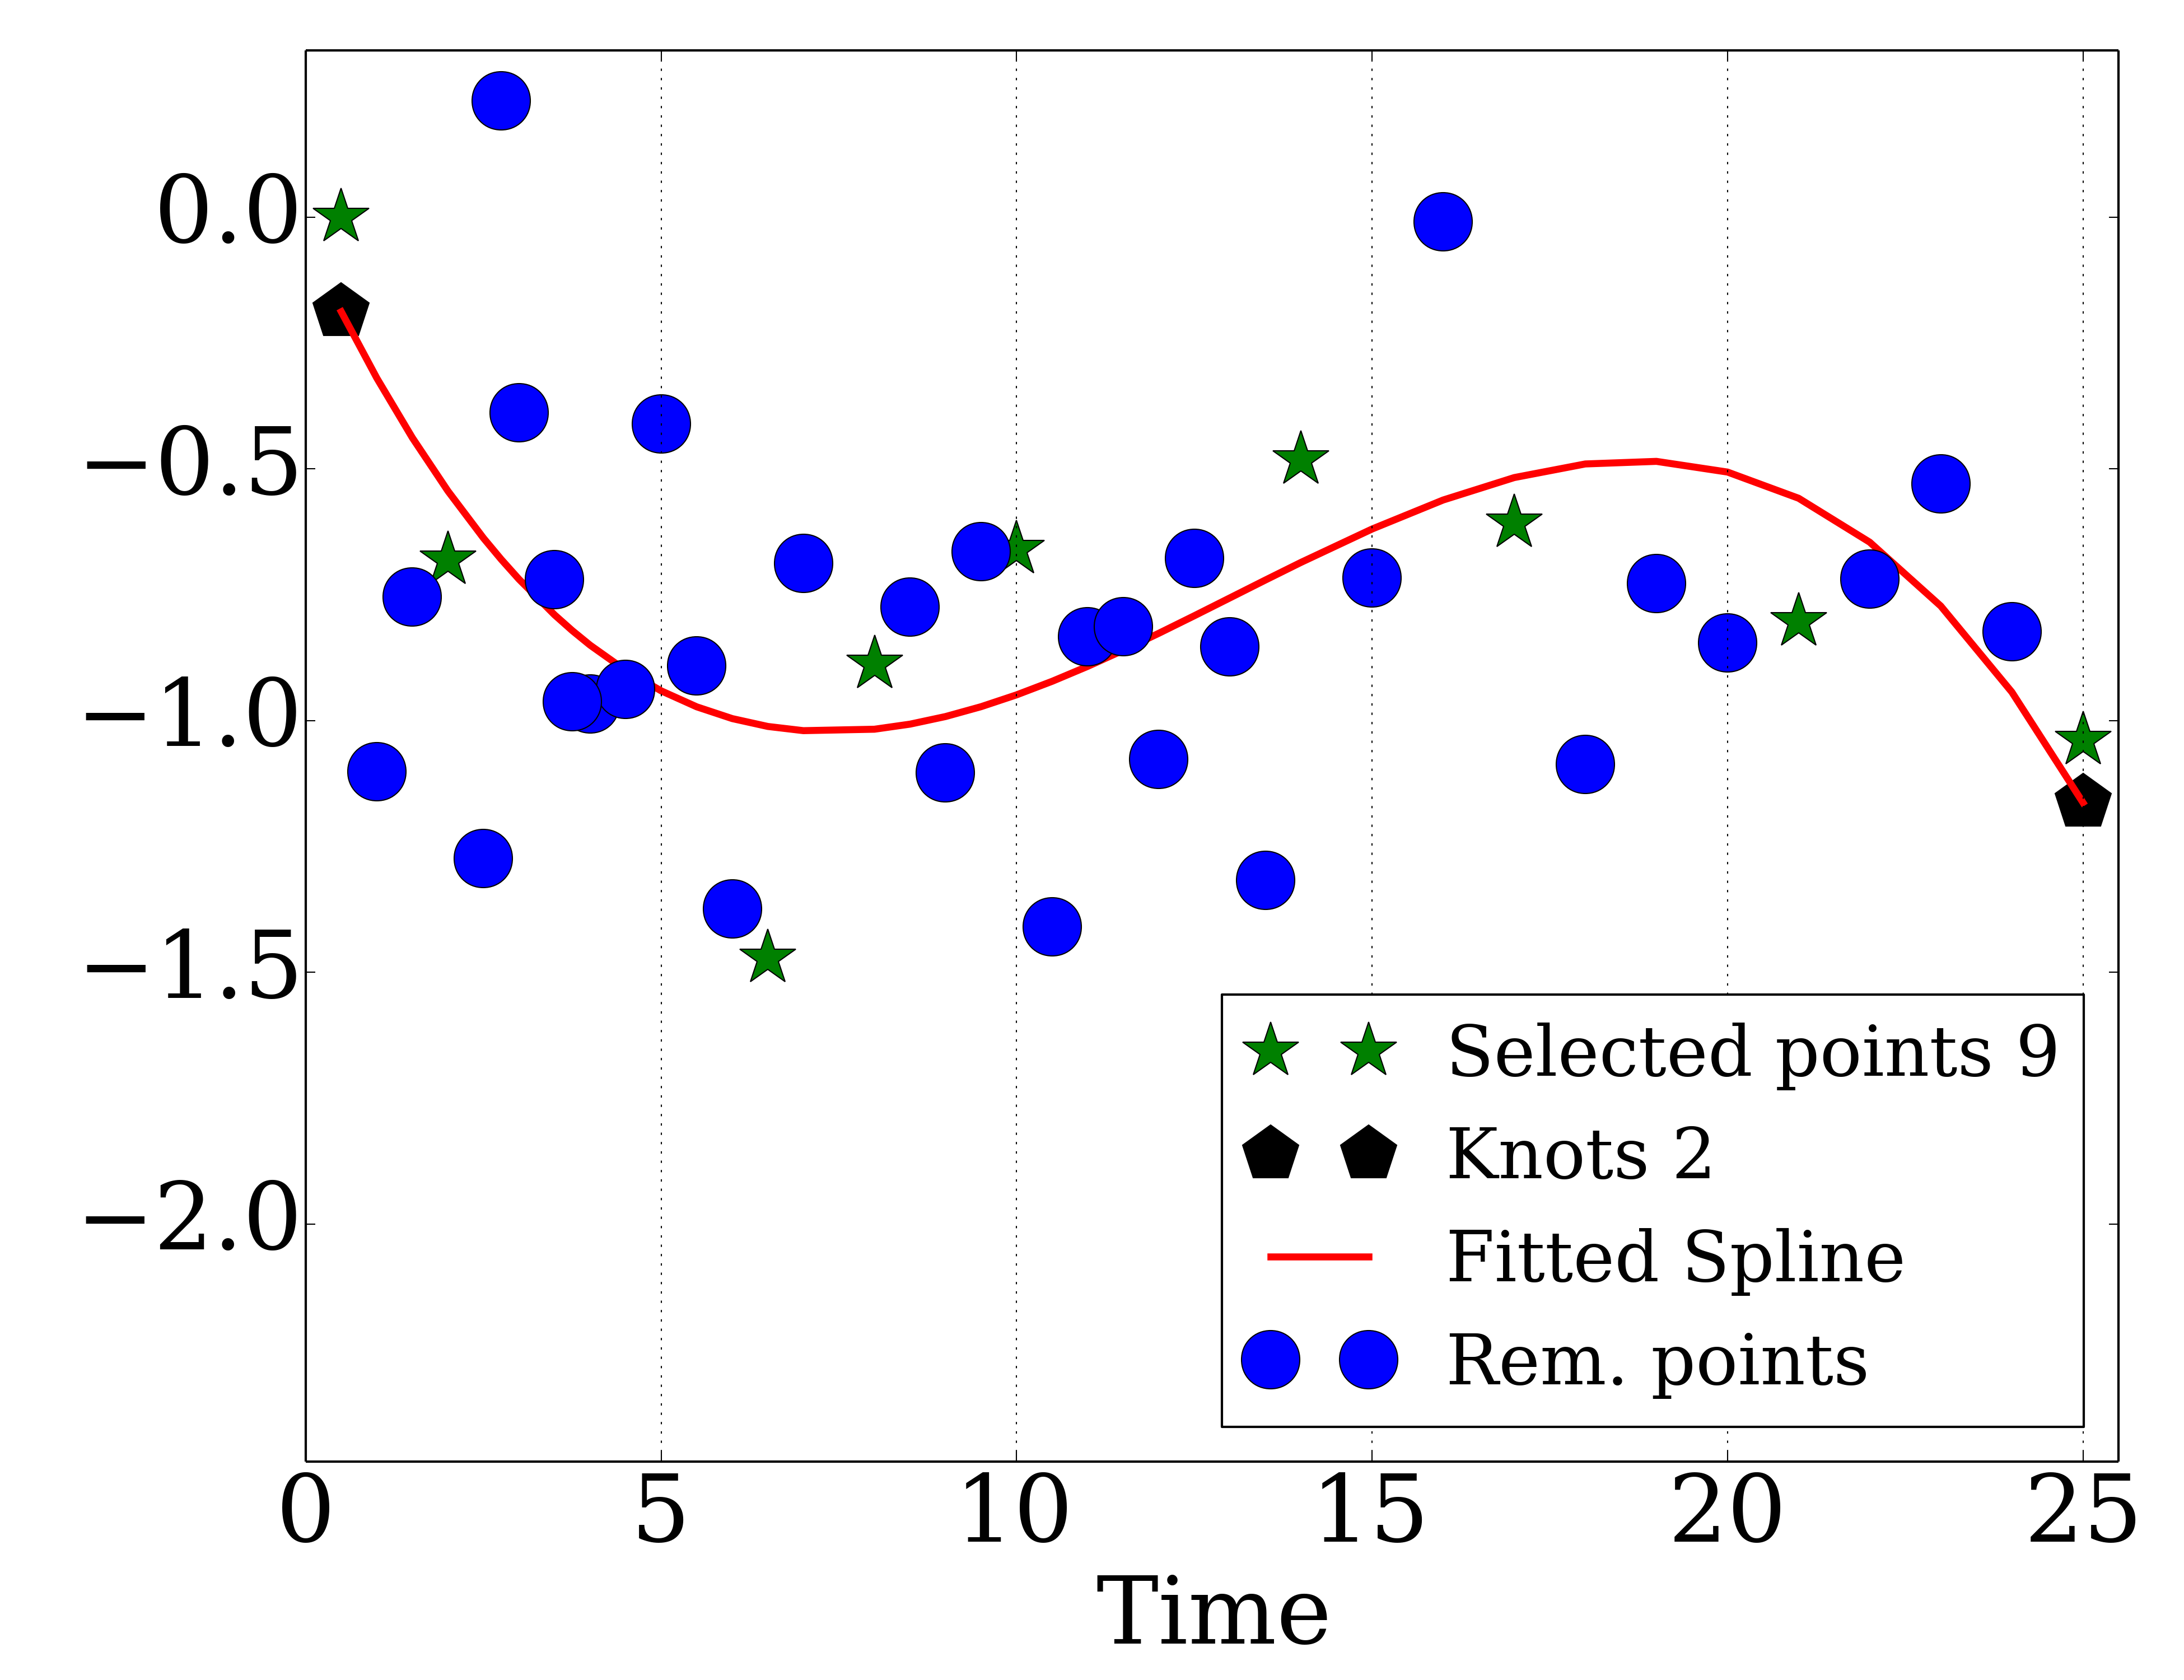 0.0
−0.5
−1.0
−1.5
−2.0
Selected points 9
Knots 2
Fitted Spline
Rem. points
0 5 10 15 20 25
Time